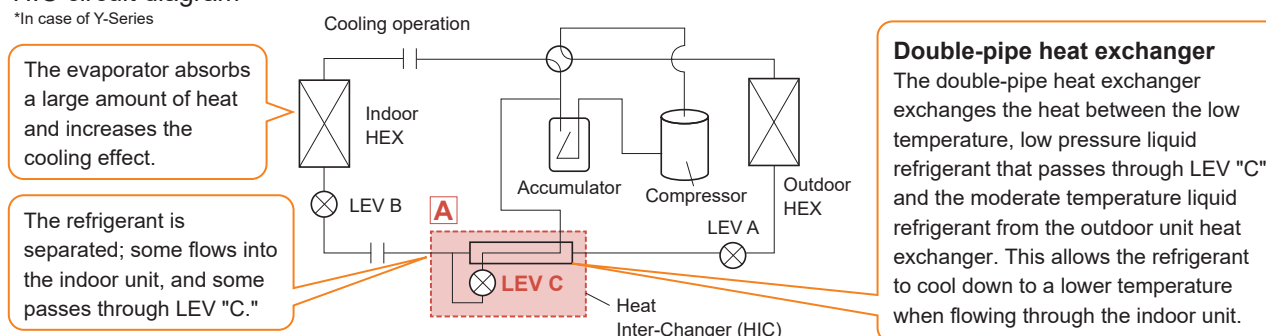 *In case of Y-Series
Cooling operation
The evaporator absorbs
a large amount of heat
and increases the
cooling effect.
Indoor
HEX
Accumulator
Compressor
Outdoor
HEX
LEV B
LEV A
The refrigerant is
separated; some flows into
the indoor unit, and some
passes through LEV "C."
A
LEV C
Heat
Inter-Changer (HIC)
Double-pipe heat exchanger
The double-pipe heat exchanger
exchanges the heat between the low
temperature, low pressure liquid
refrigerant that passes through LEV "C"
and the moderate temperature liquid
refrigerant from the outdoor unit heat
exchanger. This allows the refrigerant
to cool down to a lower temperature
when flowing through the indoor unit.